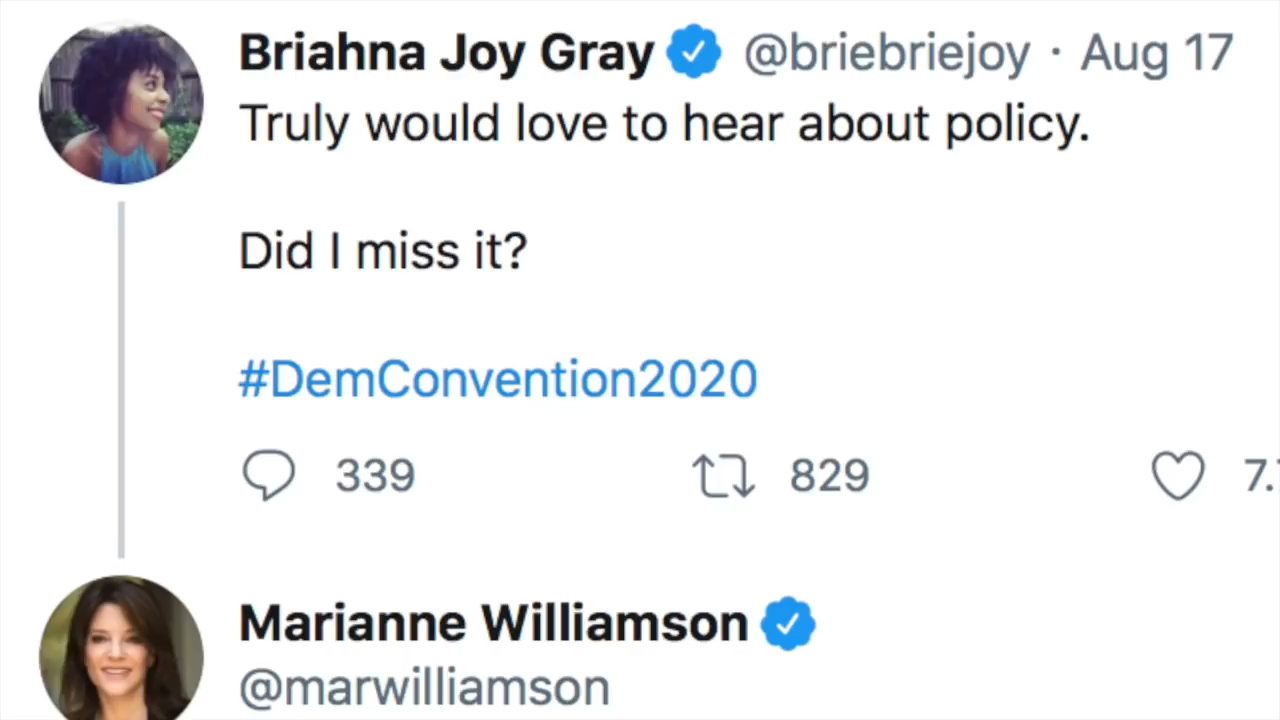 Briahna Joy Gray @briebriejoy · Aug 17
Truly would love to hear about policy.
Did I miss it?
#DemConvention2020
339 829 7.
Marianne Williamson
@marwilliamson